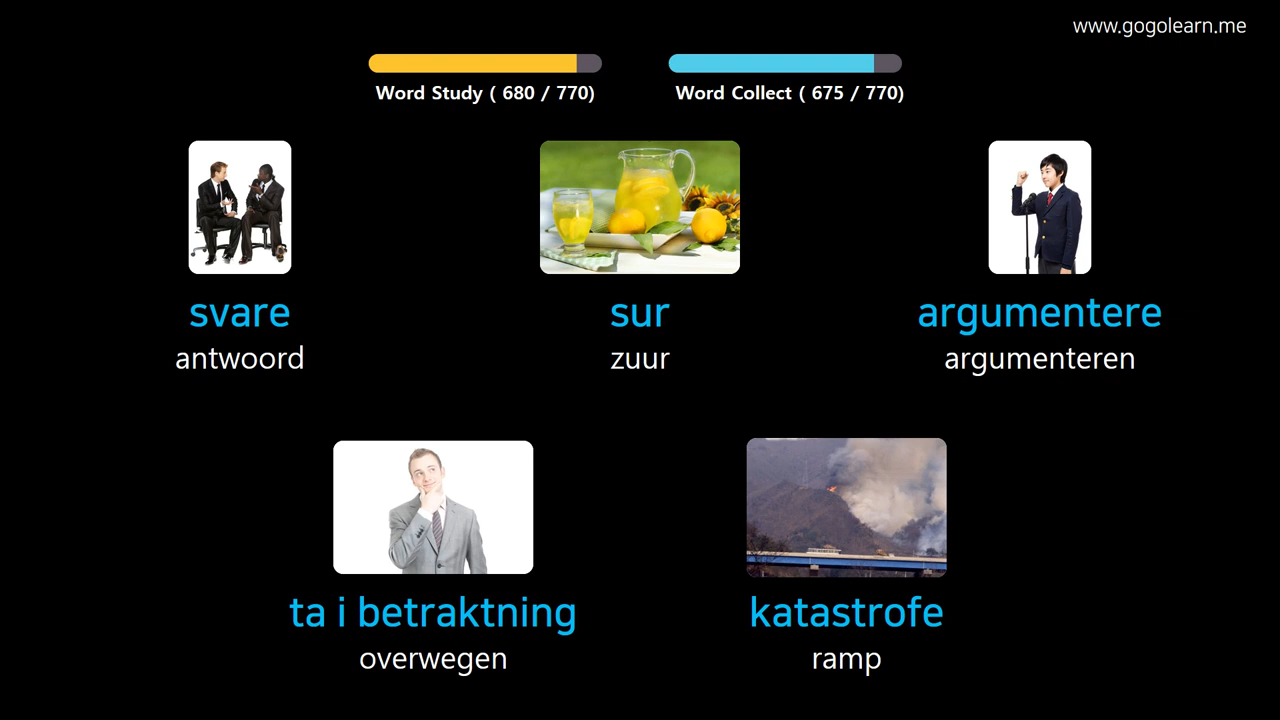 www.gogolearn.me
Word Study ( 680 / 770)
Word Collect ( 675 / 770)
svare
antwoord
sur
zuur
argumentere
argumenteren
ta i betraktning
overwegen
katastrofe
ramp